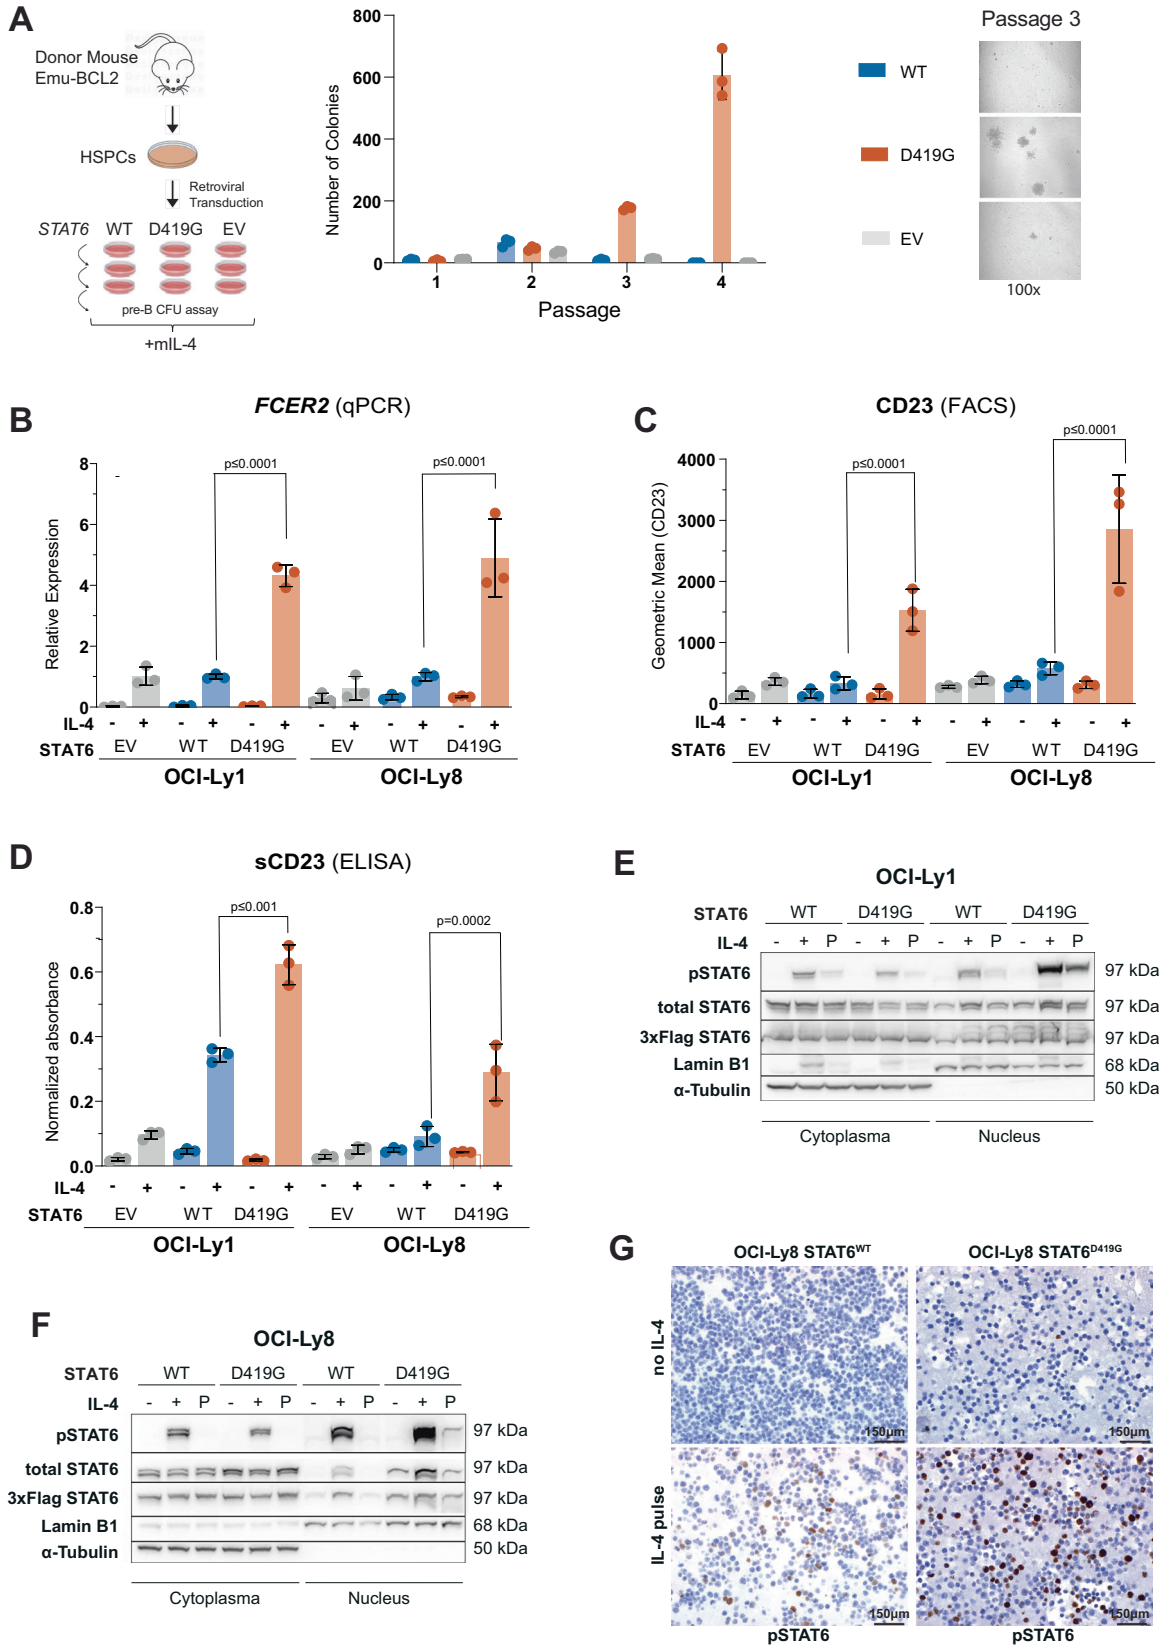 A
Donor Mouse
Emu-BCL2
HSPCs
Retroviral
Transduction
STAT6 WT D419G EV
pre-B CFU assay
+mIL-4
Number of Colonies
800
600
400
200
0
1 2 3 4
Passage
WT
D419G
EV
Passage 3
100x
B
FCER2 (qPCR)
p≤0.0001
p≤0.0001
Relative Expression
8
6
4
2
0
IL-4 - + - + - + - + - + - +
STAT6 EV WT D419G EV WT D419G
OCI-Ly1 OCI-Ly8
C
CD23 (FACS)
p≤0.0001
p≤0.0001
Geometric Mean (CD23)
4000
3000
2000
1000
0
IL-4 - + - + - + - + - + - +
STAT6 EV WT D419G EV WT D419G
OCI-Ly1 OCI-Ly8
D
sCD23 (ELISA)
p≤0.001
p=0.0002
Normalized absorbance
0.8
0.6
0.4
0.2
0.0
IL-4 - + - + - + - + - + - +
STAT6 EV WT D419G EV WT D419G
OCI-Ly1 OCI-Ly8
E
OCI-Ly1
STAT6 WT D419G WT D419G
IL-4 - + P - + P - + P - + P
pSTAT6 97 kDa
total STAT6 97 kDa
3xFlag STAT6 97 kDa
Lamin B1 68 kDa
α-Tubulin 50 kDa
Cytoplasma Nucleus
F
OCI-Ly8
STAT6 WT D419G WT D419G
IL-4 - + P - + P - + P - + P
pSTAT6 97 kDa
total STAT6 97 kDa
3xFlag STAT6 97 kDa
Lamin B1 68 kDa
α-Tubulin 50 kDa
Cytoplasma Nucleus
G
OCI-Ly8 STAT6WT OCI-Ly8 STAT6D419G
no IL-4
150µm 150µm
IL-4 pulse
150µm 150µm
pSTAT6 pSTAT6